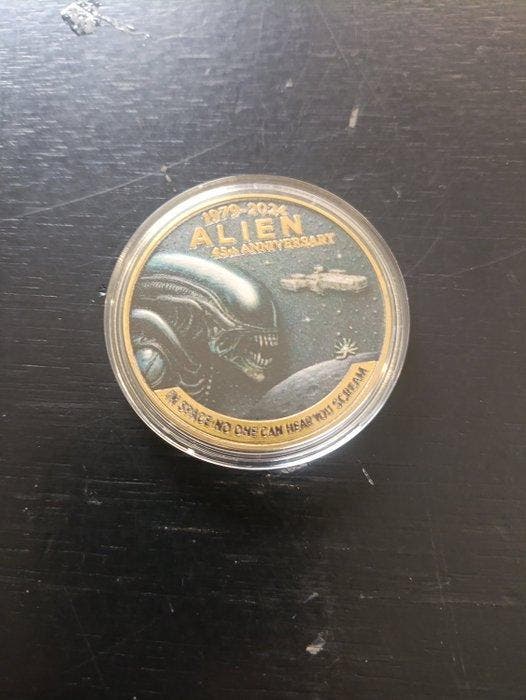 1979-2024
ALIEN
45th ANNIVERSARY
IN SPACE NO ONE CAN HEAR YOU SCREAM